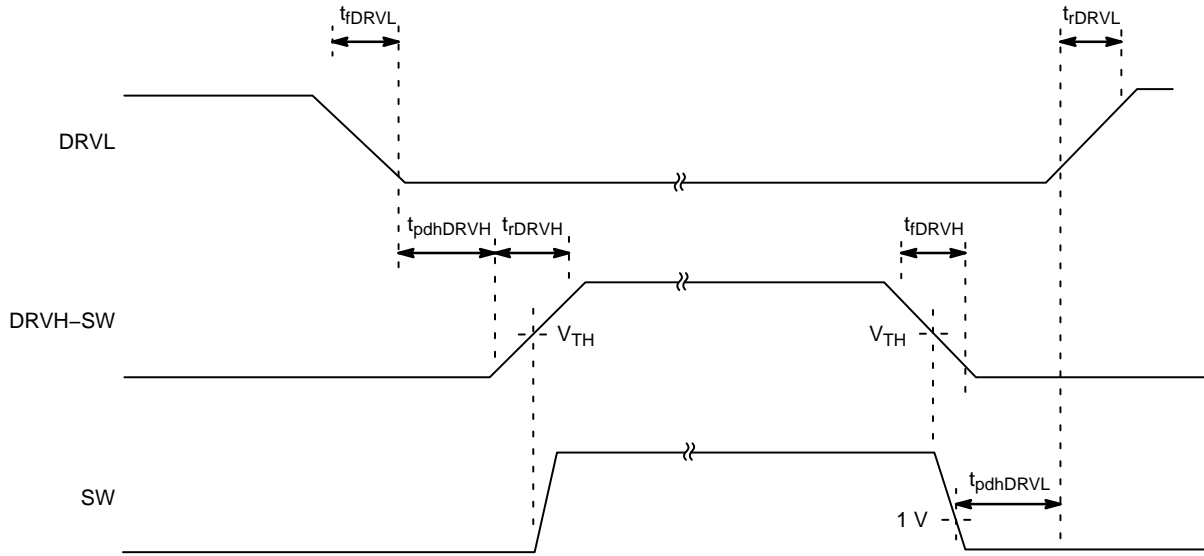 tfDRVL
trDRVL
DRVL
tpdhDRVH
trDRVH
tfDRVH
DRVH–SW
VTH
VTH
SW
tpdhDRVL
1 V